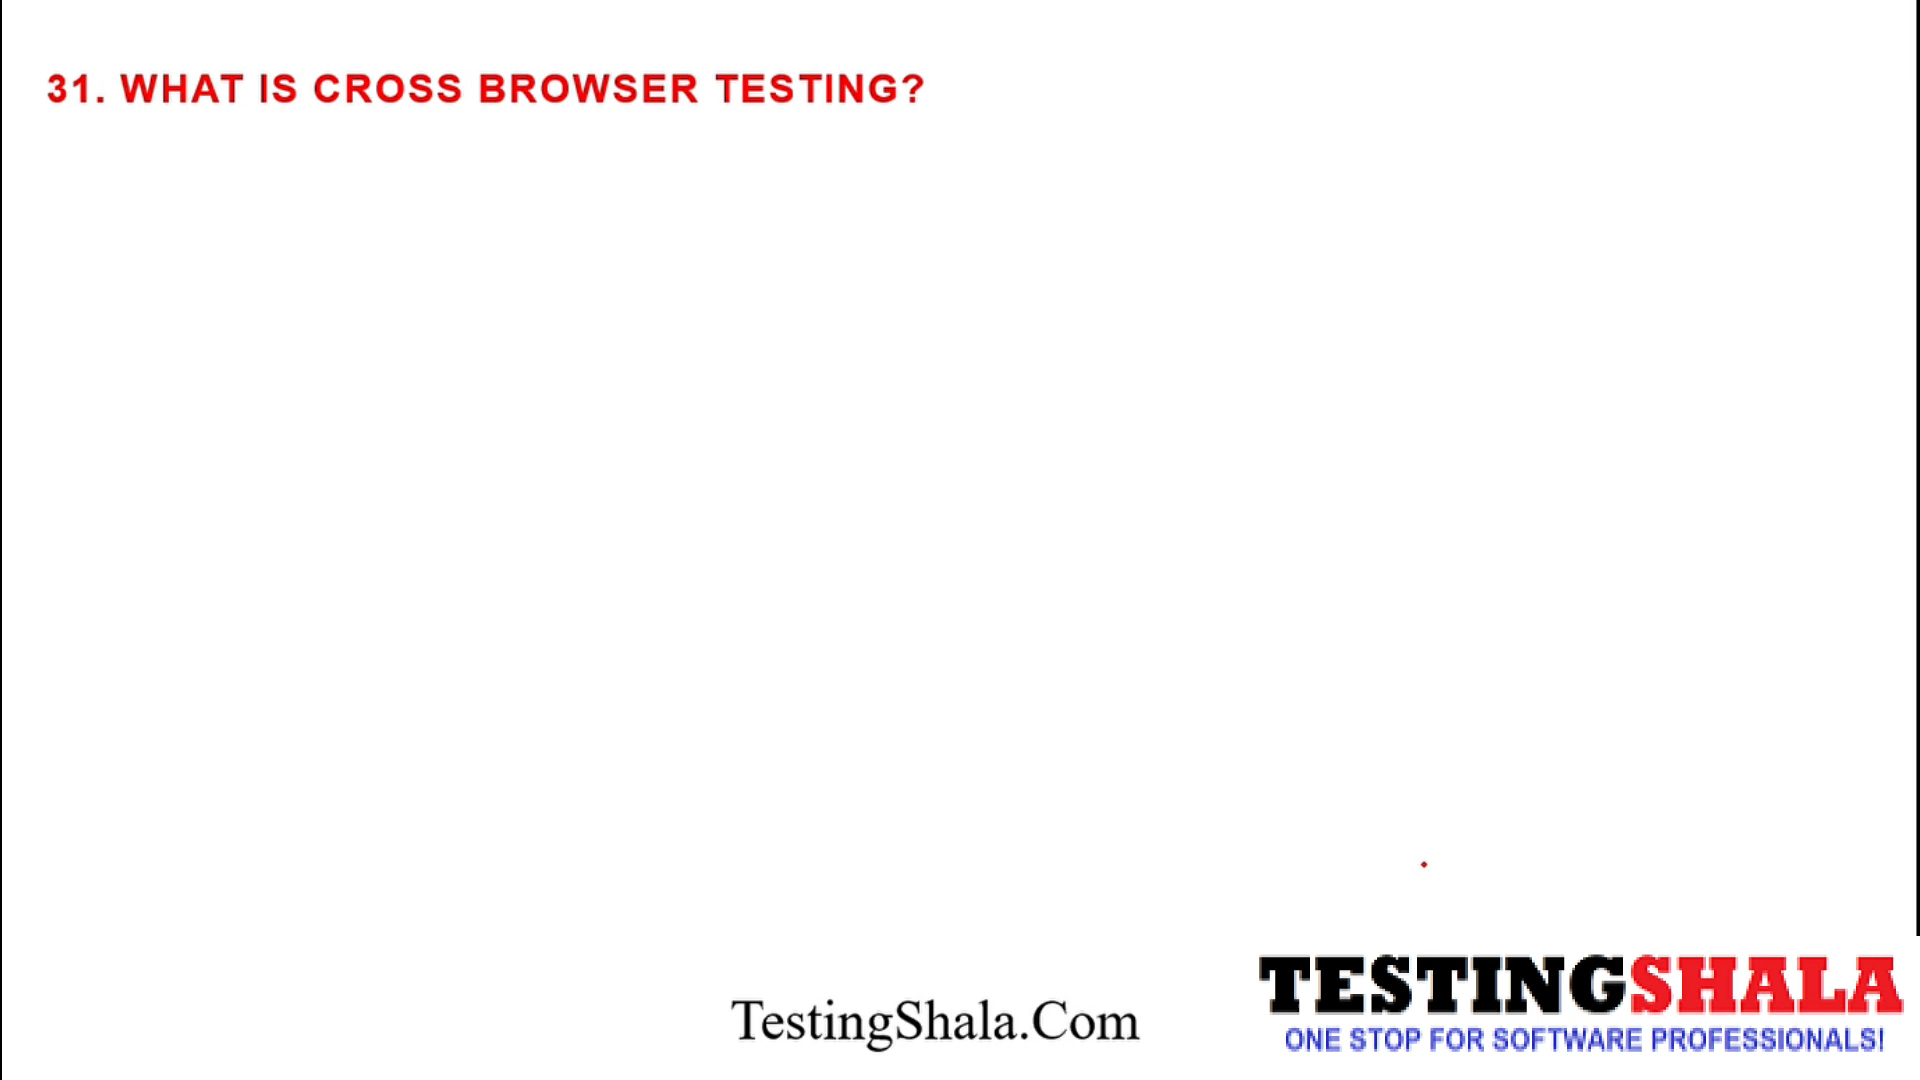 31. WHAT IS CROSS BROWSER TESTING?
TestingShala.Com
TESTINGSHALA
ONE STOP FOR SOFTWARE PROFESSIONALS!